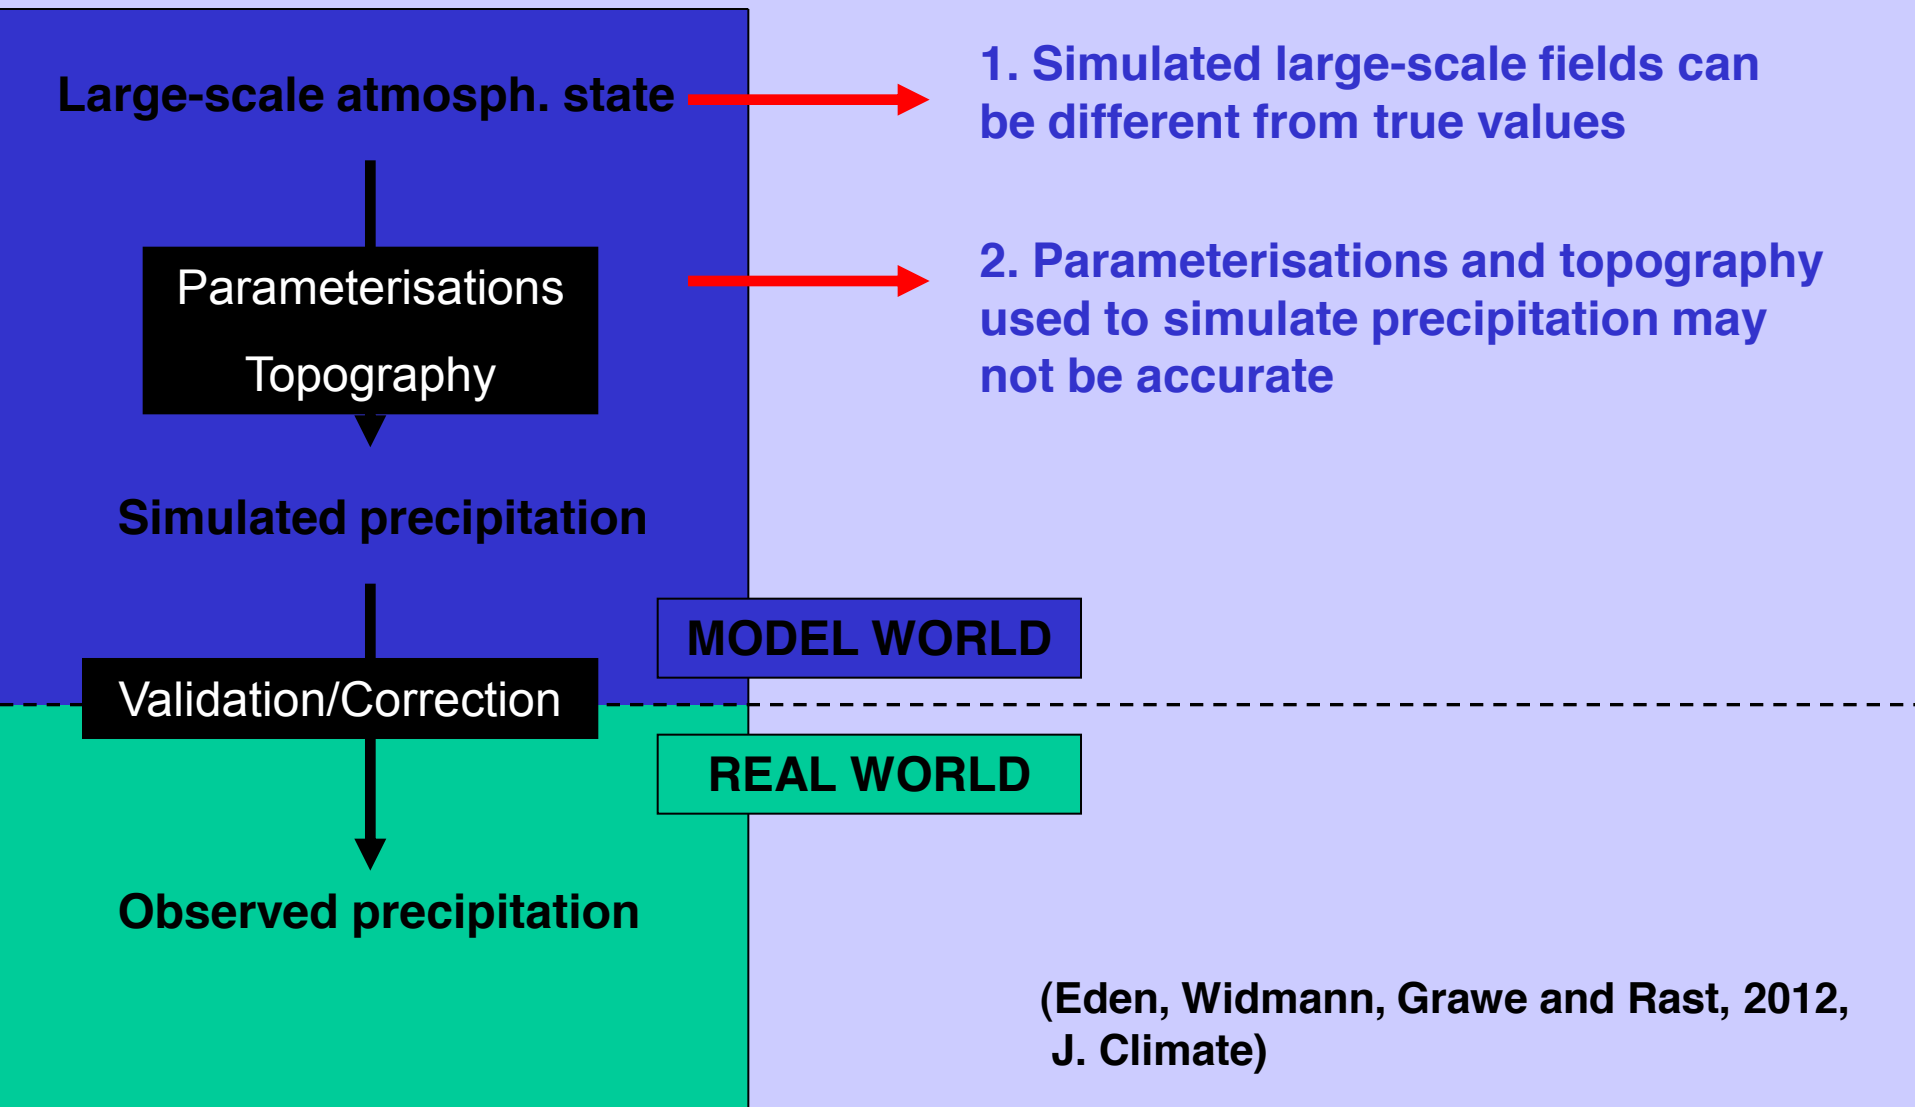 Large-scale atmosph. state
1. Simulated large-scale fields can
be different from true values
Parameterisations
Topography
2. Parameterisations and topography
used to simulate precipitation may
not be accurate
Simulated precipitation
MODEL WORLD
Validation/Correction
REAL WORLD
Observed precipitation
(Eden, Widmann, Grawe and Rast, 2012,
J. Climate)